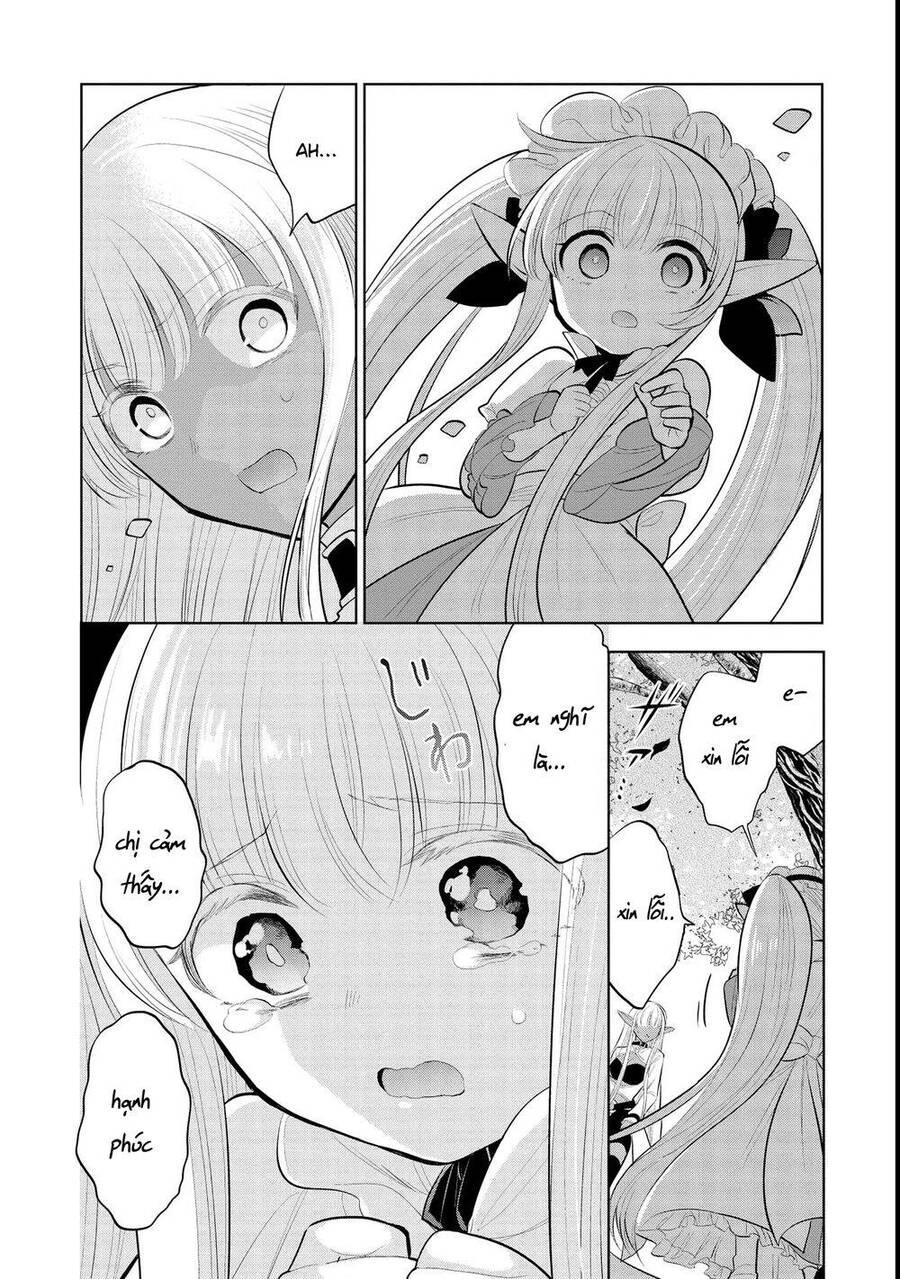 AH...
e-
em
xin lỗi
xin lỗi..
em nghĩ
là...
じわ
chị cảm
thấy...
hạnh
phúc